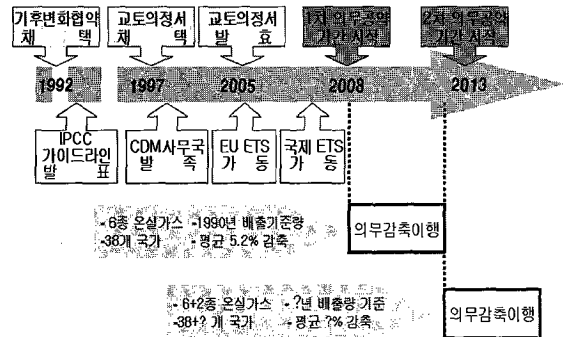 기후변화협약
채 택
교토의정서
채 택
교토의정서
발 효
1차 의무공약
기간 시작
2차 의무공약
기간 시작
1992
1997
2005
2008
2013
IPCC
가이드라인
발 표
CDM사무국
발 족
EU ETS
가 동
국제 ETS
가 동
- 6종 온실가스 -1990년 배출기준량
-38개 국가 - 평균 5.2% 감축
의무감축이행
- 6+2종 온실가스 - ?년 배출량 기준
-38+? 개 국가 - 평균 ?% 감축
의무감축이행